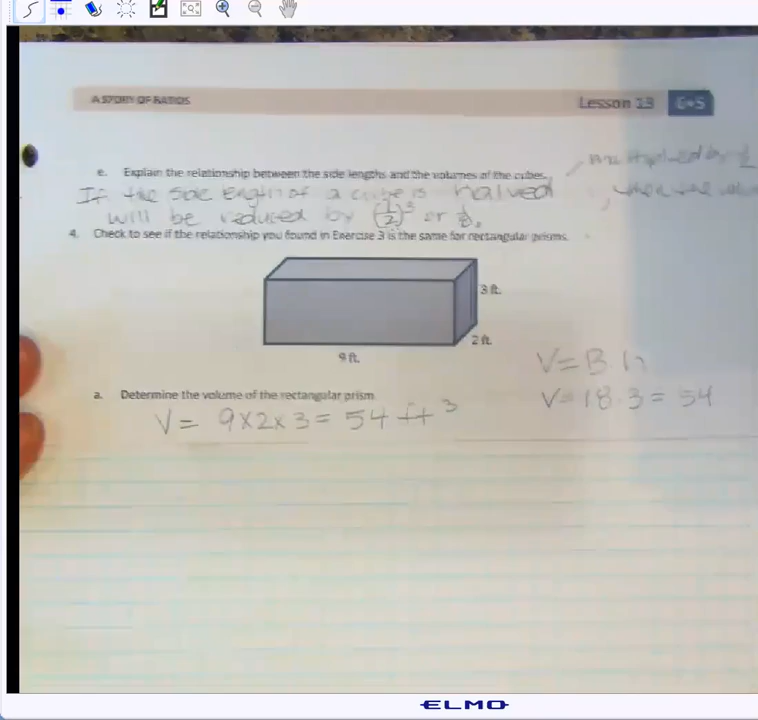 A STORY OF RATIOS
Lesson 13 6•5
e. Explain the relationship between the side lengths and the volumes of the cubes.
If the side length of a cube is halved, when the
will be reduced by (1/2)³ or 1/8.
4. Check to see if the relationship you found in Exercise 3 is the same for rectangular prisms.
3 ft.
2 ft.
9 ft.
V = B h
a. Determine the volume of the rectangular prism.
V = 18 · 3 = 54
V = 9 x 2 x 3 = 54 ft³
ELMO